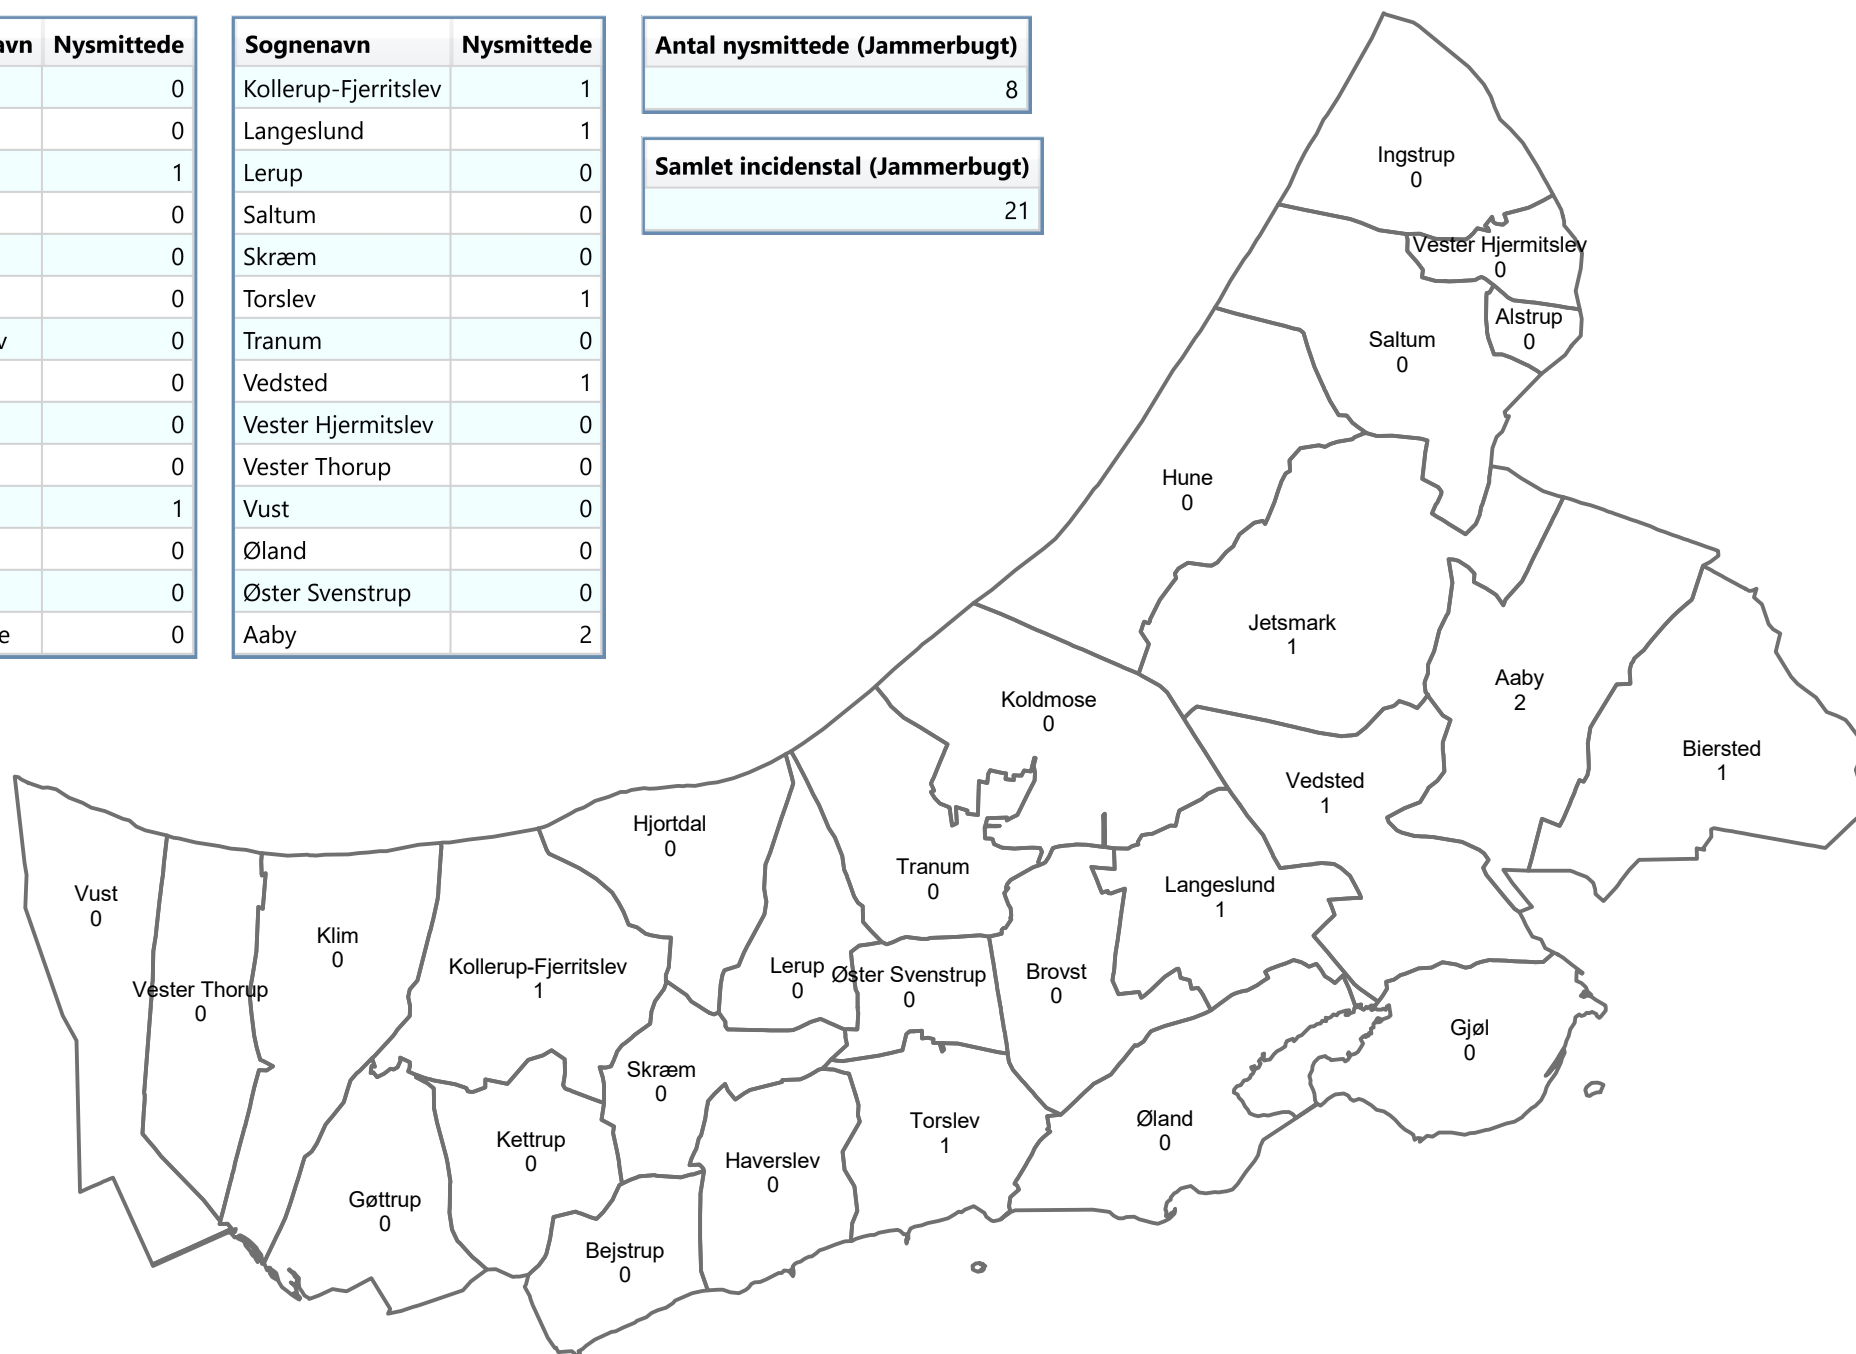 avn Nysmittede
0
0
1
0
0
0
v 0
0
0
0
1
0
0
e 0
Sognenavn Nysmittede
Kollerup-Fjerritslev 1
Langeslund 1
Lerup 0
Saltum 0
Skræm 0
Torslev 1
Tranum 0
Vedsted 1
Vester Hjermitslev 0
Vester Thorup 0
Vust 0
Øland 0
Øster Svenstrup 0
Aaby 2
Antal nysmittede (Jammerbugt)
8
Samlet incidenstal (Jammerbugt)
21
Ingstrup
0
Vester Hjermitslev
0
Alstrup
0
Saltum
0
Hune
0
Jetsmark
1
Aaby
2
Koldmose
0
Biersted
1
Vedsted
1
Hjortdal
0
Tranum
0
Langeslund
1
Vust
0
Klim
0
Kollerup-Fjerritslev
1
Lerup
0
Øster Svenstrup
0
Brovst
0
Vester Thorup
0
Gjøl
0
Skræm
0
Torslev
1
Øland
0
Kettrup
0
Haverslev
0
Gøttrup
0
Bejstrup
0